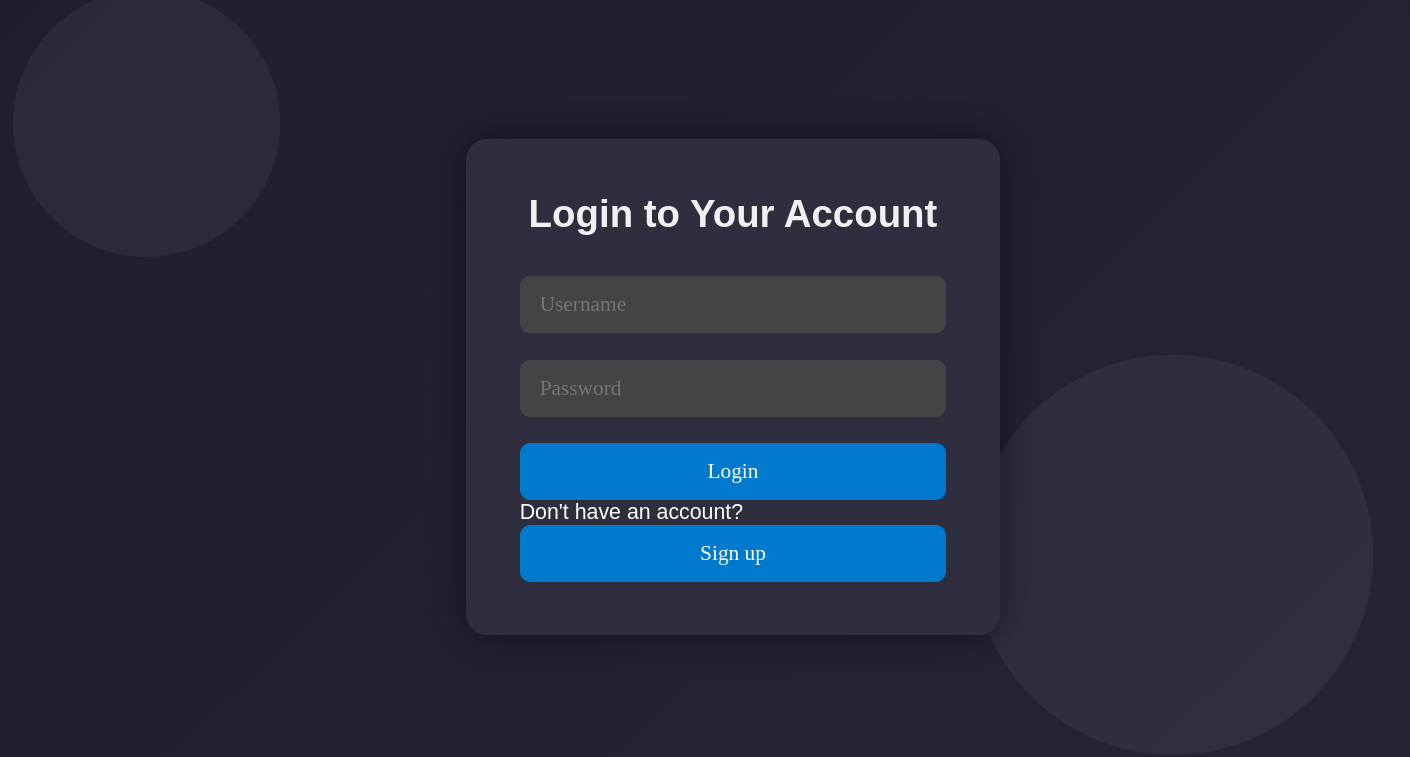 Login to Your Account
Username
Password
Login
Don't have an account?
Sign up